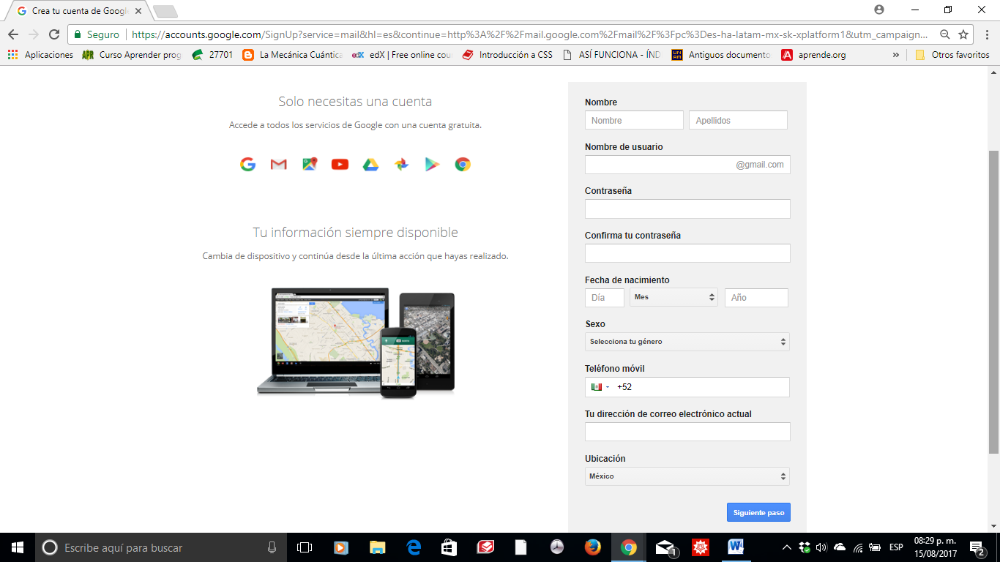 Crea tu cuenta de Googl
Seguro
https://accounts.google.com/SignUp?service=mail&hl=es&continue=http%3A%2F%2Fmail.google.com%2Fmail%2F%3Fpc%3Des-ha-latam-mx-sk-xplatform1&utm_campaign...
Aplicaciones
Curso Aprender prog
27701
La Mecánica Cuántica
edX | Free online cour
Introducción a CSS
ASÍ FUNCIONA - ÍND
Antiguos documento
aprende.org
»
Otros favoritos
Solo necesitas una cuenta
Accede a todos los servicios de Google con una cuenta gratuita.
Tu información siempre disponible
Cambia de dispositivo y continúa desde la última acción que hayas realizado.
Nombre
Nombre Apellidos
Nombre de usuario
@gmail.com
Contraseña
Confirma tu contraseña
Fecha de nacimiento
Día Mes Año
Sexo
Selecciona tu género
Teléfono móvil
+52
Tu dirección de correo electrónico actual
Ubicación
México
Siguiente paso
Escribe aquí para buscar
1
ESP
08:29 p. m.
15/08/2017
2